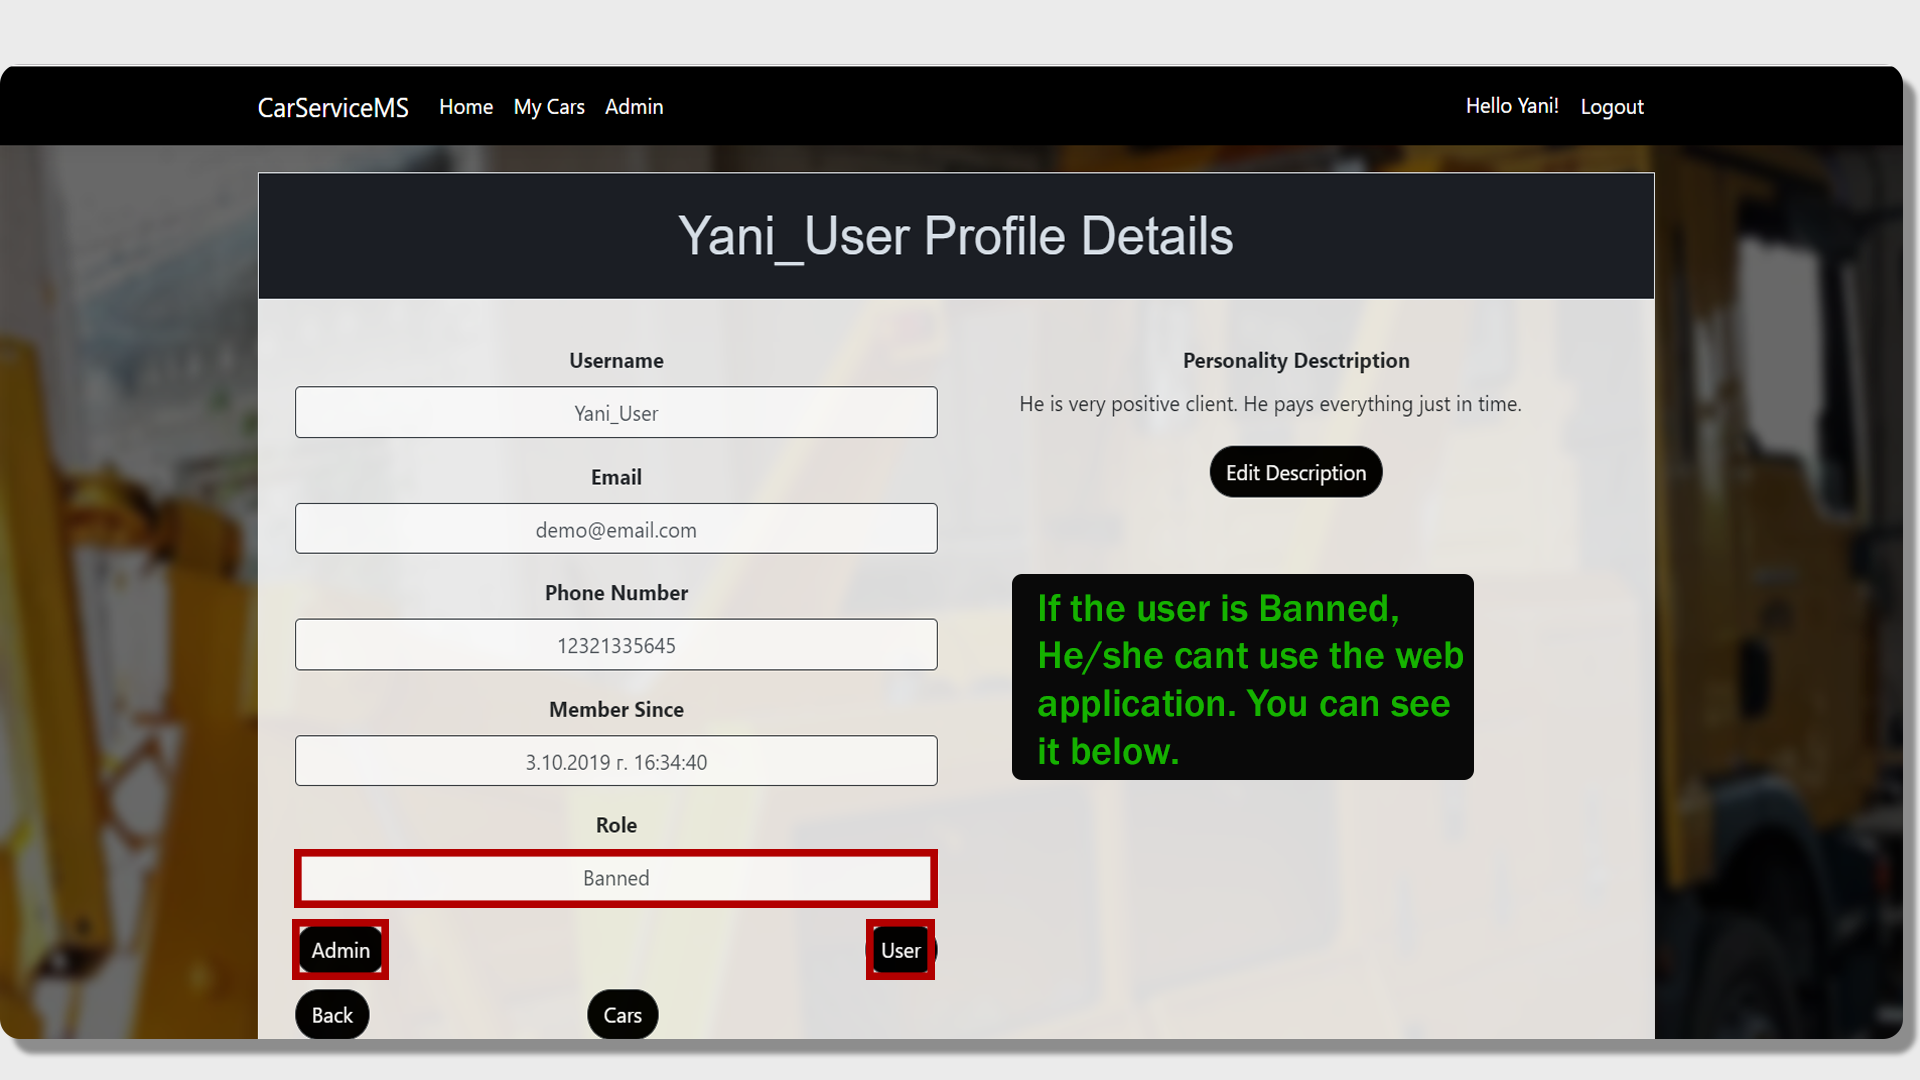 CarServiceMS Home My Cars Admin Hello Yani! Logout
Yani_User Profile Details
Username
Yani_User
Email
demo@email.com
Phone Number
12321335645
Member Since
3.10.2019 г. 16:34:40
Role
Banned
Admin User
Back Cars
Personality Desctription
He is very positive client. He pays everything just in time.
Edit Description
If the user is Banned,
He/she cant use the web
application. You can see
it below.